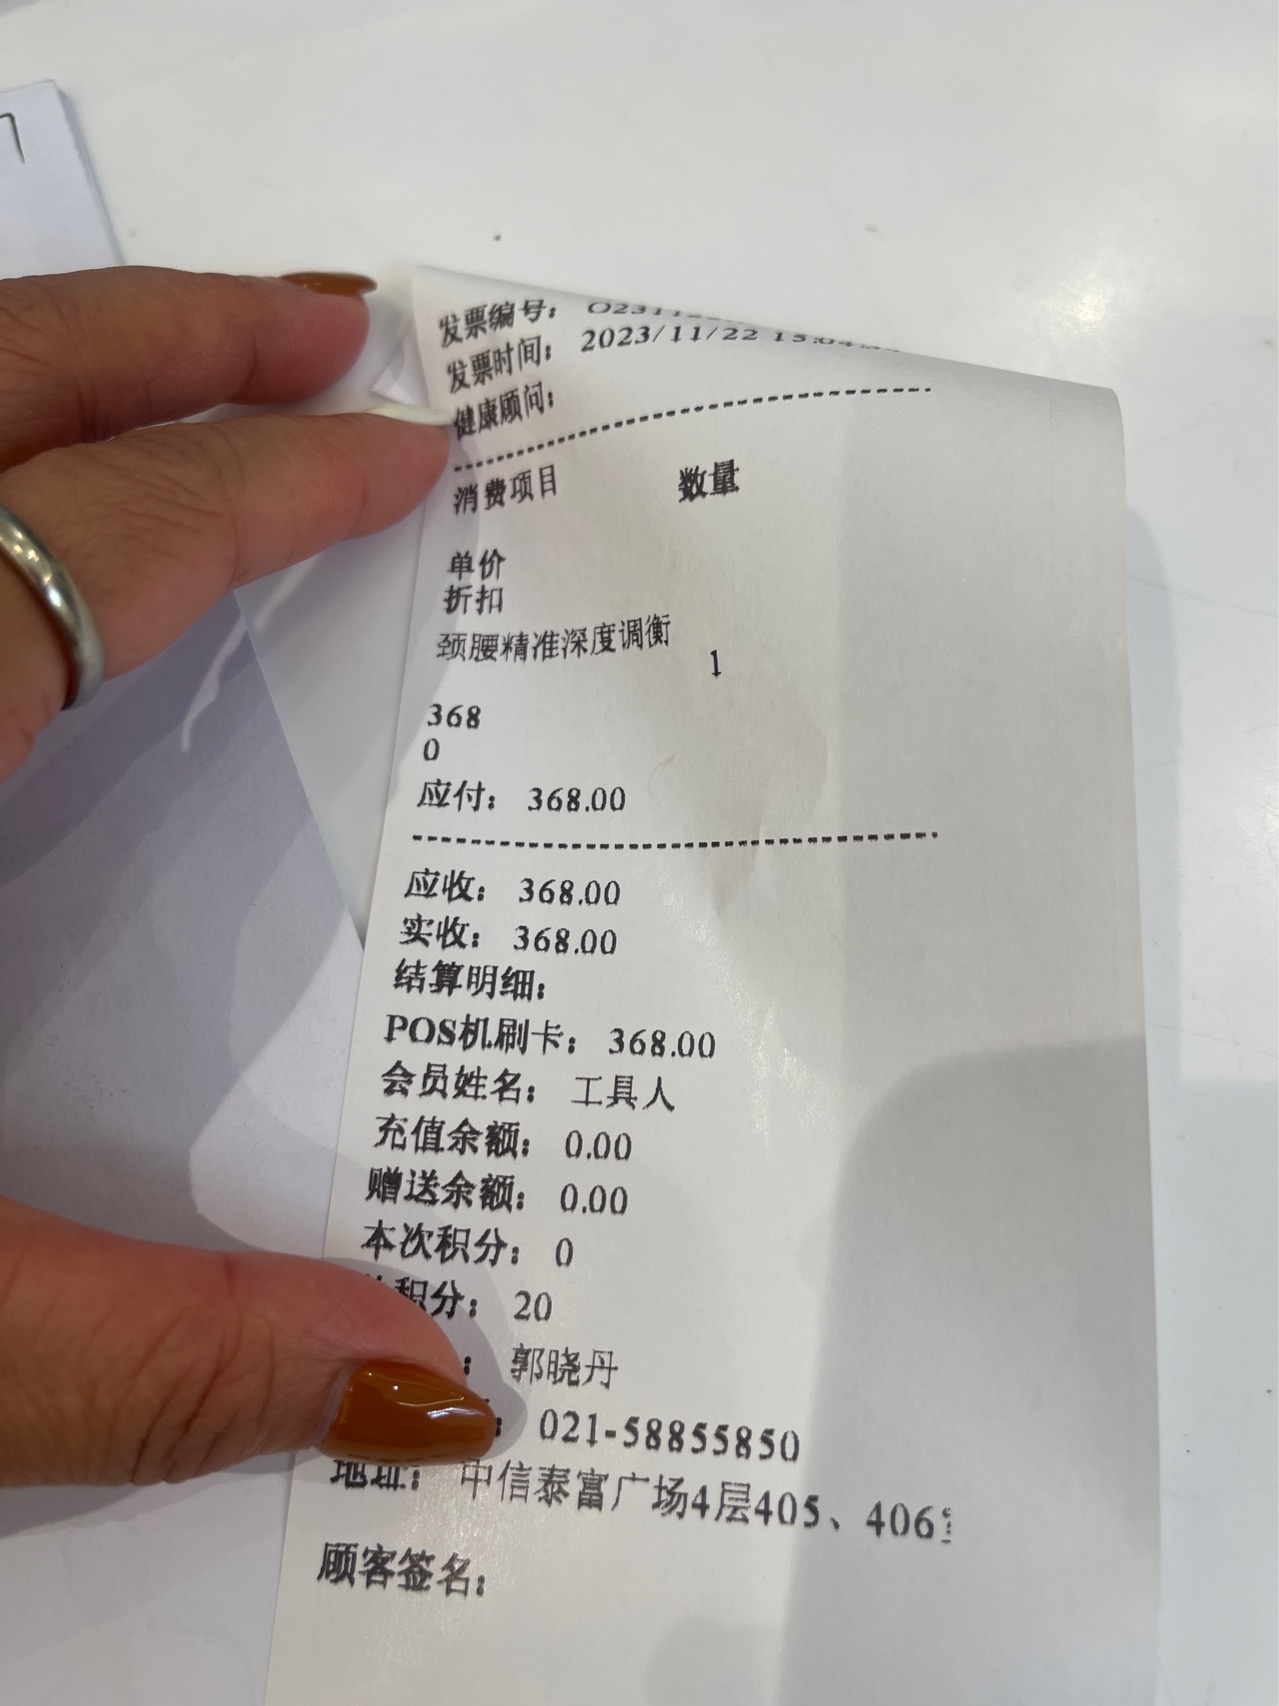 发票编号：
发票时间： 2023/11/22
健康顾问：
消费项目 数量
单价
折扣
颈腰精准深度调衡 1
368
0
应付： 368.00
应收： 368.00
实收： 368.00
结算明细：
POS机刷卡： 368.00
会员姓名： 工具人
充值余额： 0.00
赠送余额： 0.00
本次积分： 0
积分： 20
： 郭晓丹
： 021-58855850
地址： 中信泰富广场4层405、406
顾客签名：